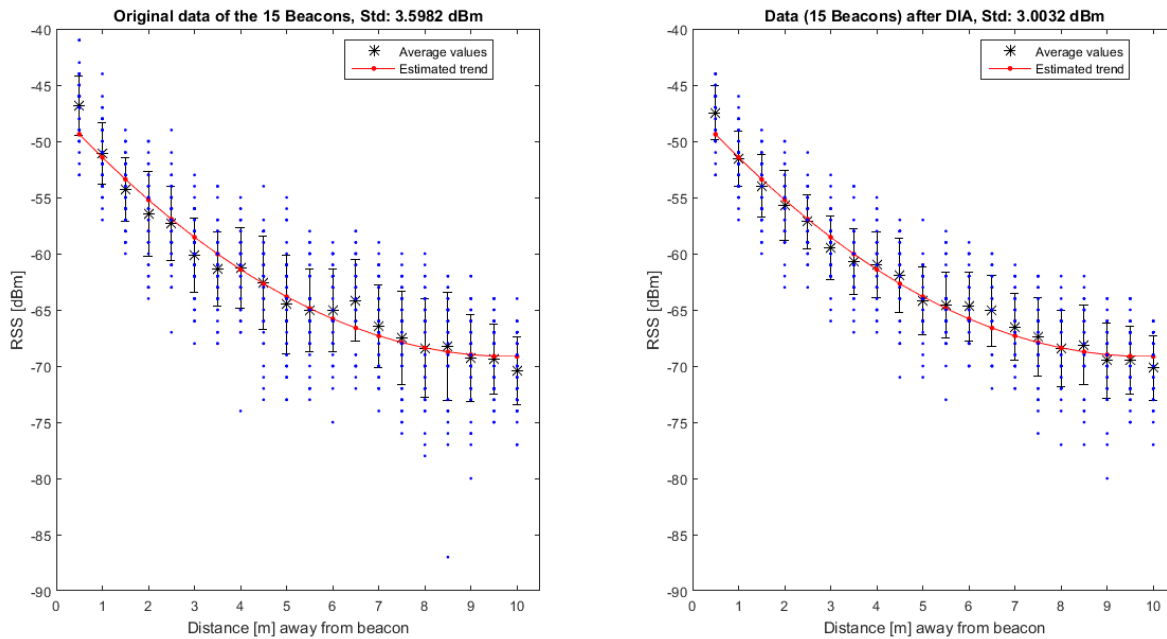 Original data of the 15 Beacons, Std: 3.5982 dBm
Average values
Estimated trend
RSS [dBm]
-40
-45
-50
-55
-60
-65
-70
-75
-80
-85
-90
0 1 2 3 4 5 6 7 8 9 10
Distance [m] away from beacon
Data (15 Beacons) after DIA, Std: 3.0032 dBm
Average values
Estimated trend
RSS [dBm]
-40
-45
-50
-55
-60
-65
-70
-75
-80
-85
-90
0 1 2 3 4 5 6 7 8 9 10
Distance [m] away from beacon